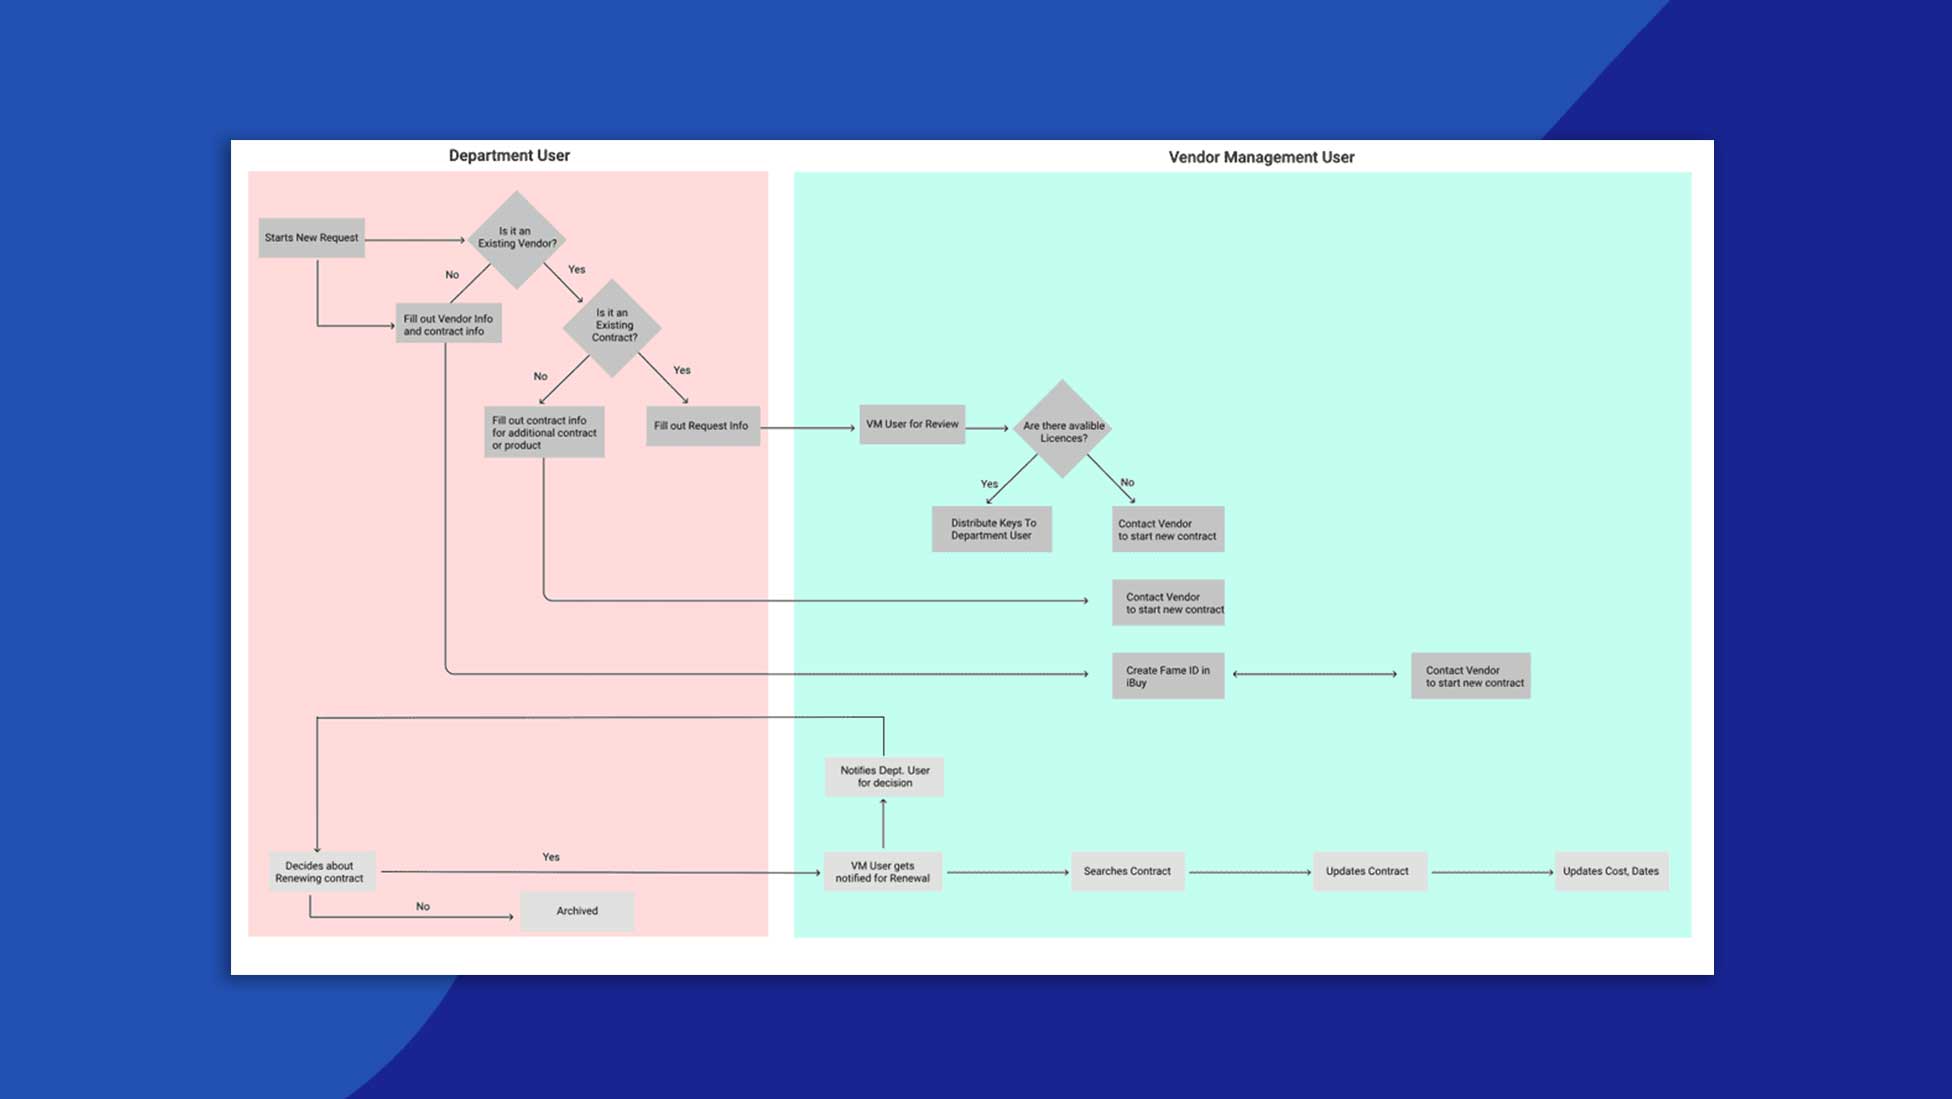 Department User
Vendor Management User
Starts New Request
Is it an
Existing Vendor?
No
Yes
Fill out Vendor Info
and contract info
Is it an
Existing
Contract?
No
Yes
Fill out contract info
for additional contract
or product
Fill out Request Info
VM User for Review
Are there avalible
Licences?
Yes
No
Distribute Keys To
Department User
Contact Vendor
to start new contract
Contact Vendor
to start new contract
Create Fame ID in
iBuy
Contact Vendor
to start new contract
Notifies Dept. User
for decision
Decides about
Renewing contract
Yes
No
Archived
VM User gets
notified for Renewal
Searches Contract
Updates Contract
Updates Cost, Dates